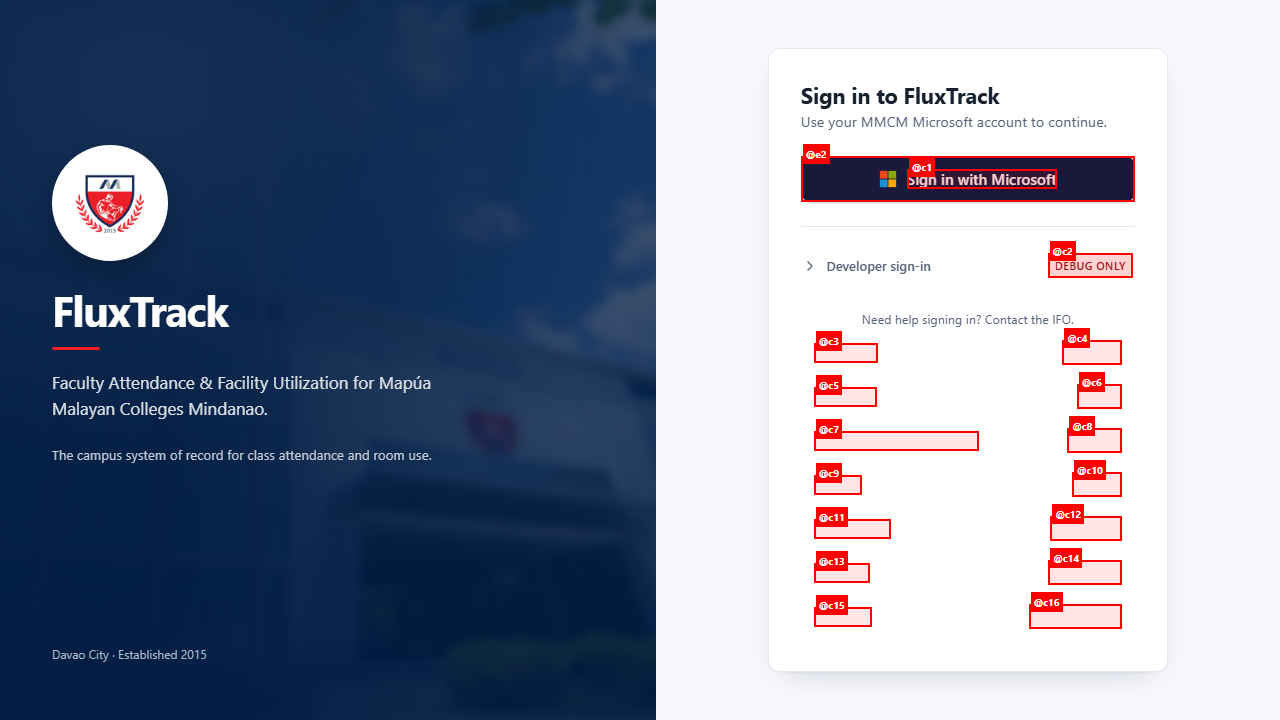 2015
FluxTrack
Faculty Attendance & Facility Utilization for Mapúa
Malayan Colleges Mindanao.
The campus system of record for class attendance and room use.
Davao City · Established 2015
Sign in to FluxTrack
Use your MMCM Microsoft account to continue.
@e2
@c1
Sign in with Microsoft
@c2
Developer sign-in
DEBUG ONLY
Need help signing in? Contact the IFO.
@c3
@c4
@c5
@c6
@c7
@c8
@c9
@c10
@c11
@c12
@c13
@c14
@c15
@c16